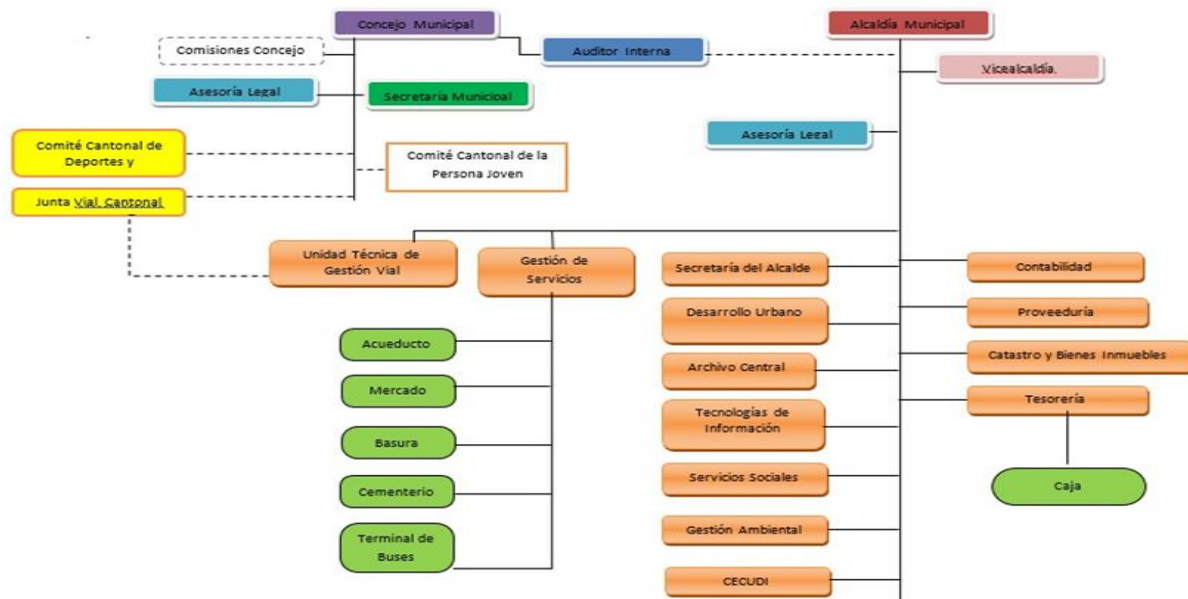 Concejo Municipal
Alcaldía Municipal
Comisiones Concejo
Auditor Interna
Vicealcaldía.
Asesoría Legal
Secretaría Municipal
Asesoría Legal
Comité Cantonal de
Deportes y
Comité Cantonal de la
Persona Joven
Junta Vial Cantonal
Unidad Técnica de
Gestión Vial
Gestión de
Servicios
Secretaría del Alcalde
Contabilidad
Desarrollo Urbano
Proveeduría
Acueducto
Archivo Central
Catastro y Bienes Inmuebles
Mercado
Tecnologías de
Información
Tesorería
Basura
Servicios Sociales
Caja
Cementerio
Gestión Ambiental
Terminal de
Buses
CECUDI